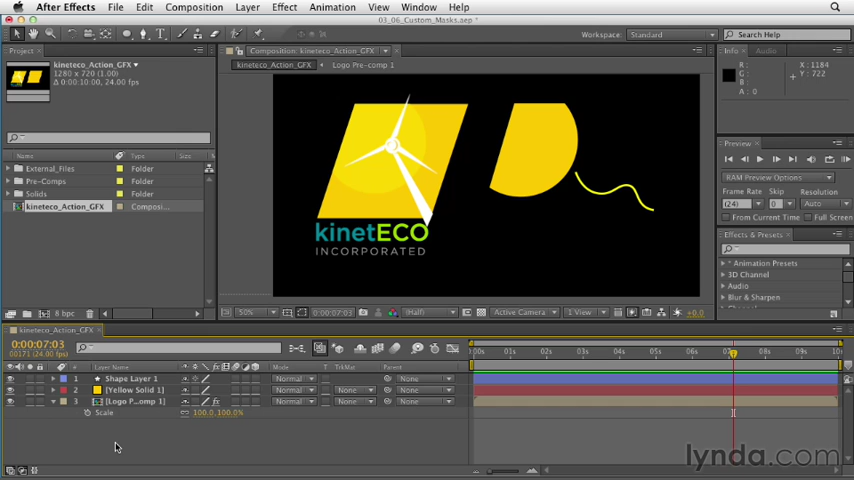 After Effects File Edit Composition Layer Effect Animation View Window Help
03_06_Custom_Masks.aep *
Workspace: Standard Search Help
Project
Composition: kineteco_Action_GFX
Info Audio
kineteco_Action_GFX▼
1280 x 720 (1.00)
Δ 0:00:10:00, 24.00 fps
kineteco_Action_GFX Logo Pre-comp 1
R:
G:
B:
A: 0
X: 1184
Y: 722
Preview
RAM Preview Options
Frame Rate Skip Resolution
(24) 0 Auto
From Current Time Full Screen
Name Type Size
External_Files Folder
Pre-Comps Folder
Solids Folder
kineteco_Action_GFX Composi...
kinetECO
INCORPORATED
Effects & Presets
* Animation Presets
3D Channel
Audio
Blur & Sharpen
Channel
8 bpc
50% 0:00:07:03 (Half) Active Camera 1 View +0.0
kineteco_Action_GFX
0:00:07:03
00171 (24.00 fps)
# Layer Name Mode T TrkMat Parent
:00s 01s 02s 03s 04s 05s 06s 08s 09s 10s
1 Shape Layer 1 Normal None
2 [Yellow Solid 1] Normal None None
3 [Logo P...omp 1] Normal None None
Scale 100.0,100.0%
lynda.com